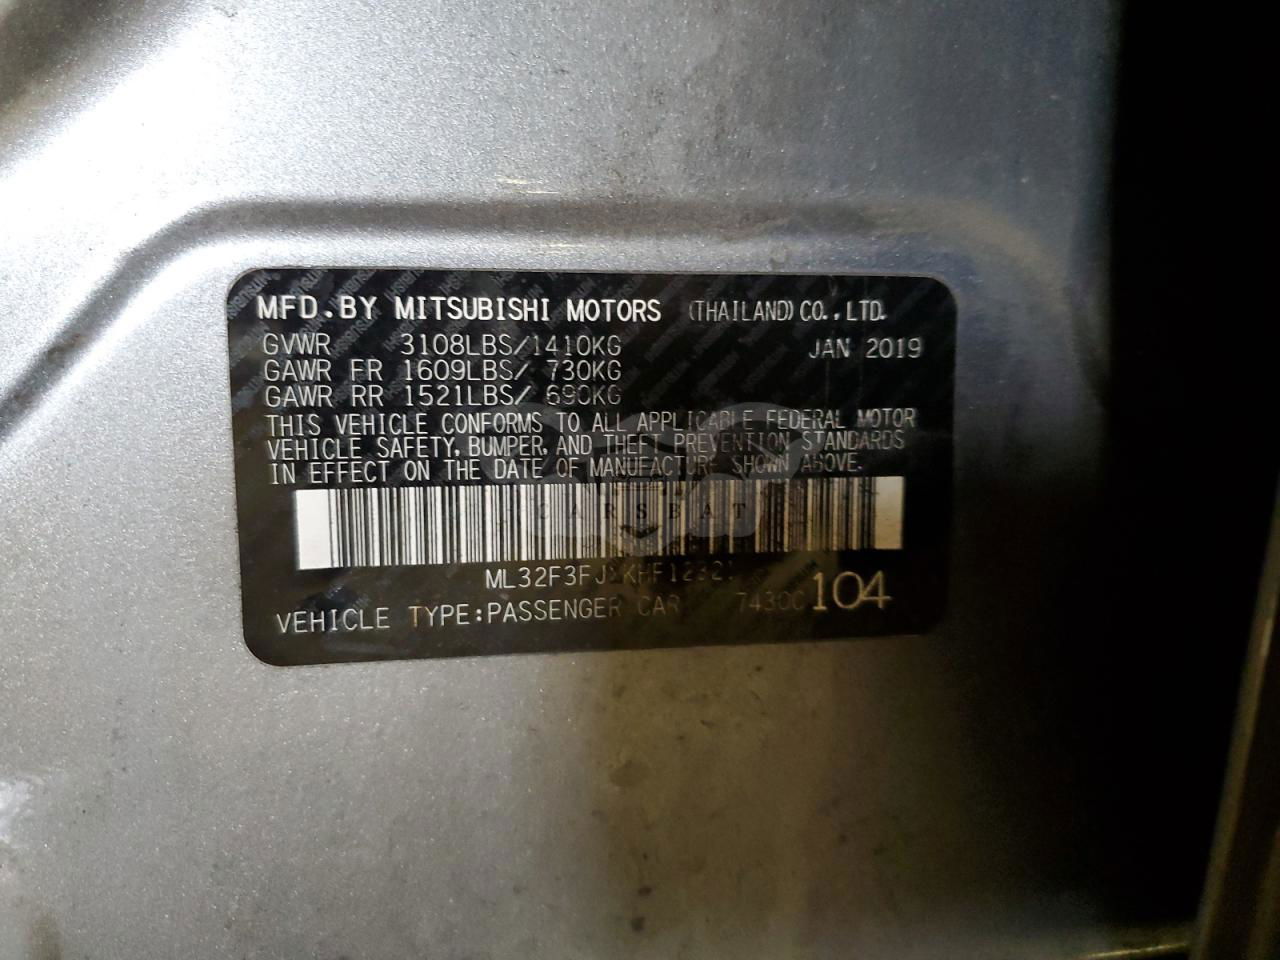 MFD.BY MITSUBISHI MOTORS (THAILAND) CO.,LTD.
GVWR 3108LBS/1410KG JAN 2019
GAWR FR 1609LBS/ 730KG
GAWR RR 1521LBS/ 690KG
THIS VEHICLE CONFORMS TO ALL APPLICABLE FEDERAL MOTOR
VEHICLE SAFETY, BUMPER, AND THEFT PREVENTION STANDARDS
IN EFFECT ON THE DATE OF MANUFACTURE SHOWN ABOVE.
CARSBAT
VEHICLE TYPE:PASSENGER CAR 7430C 104